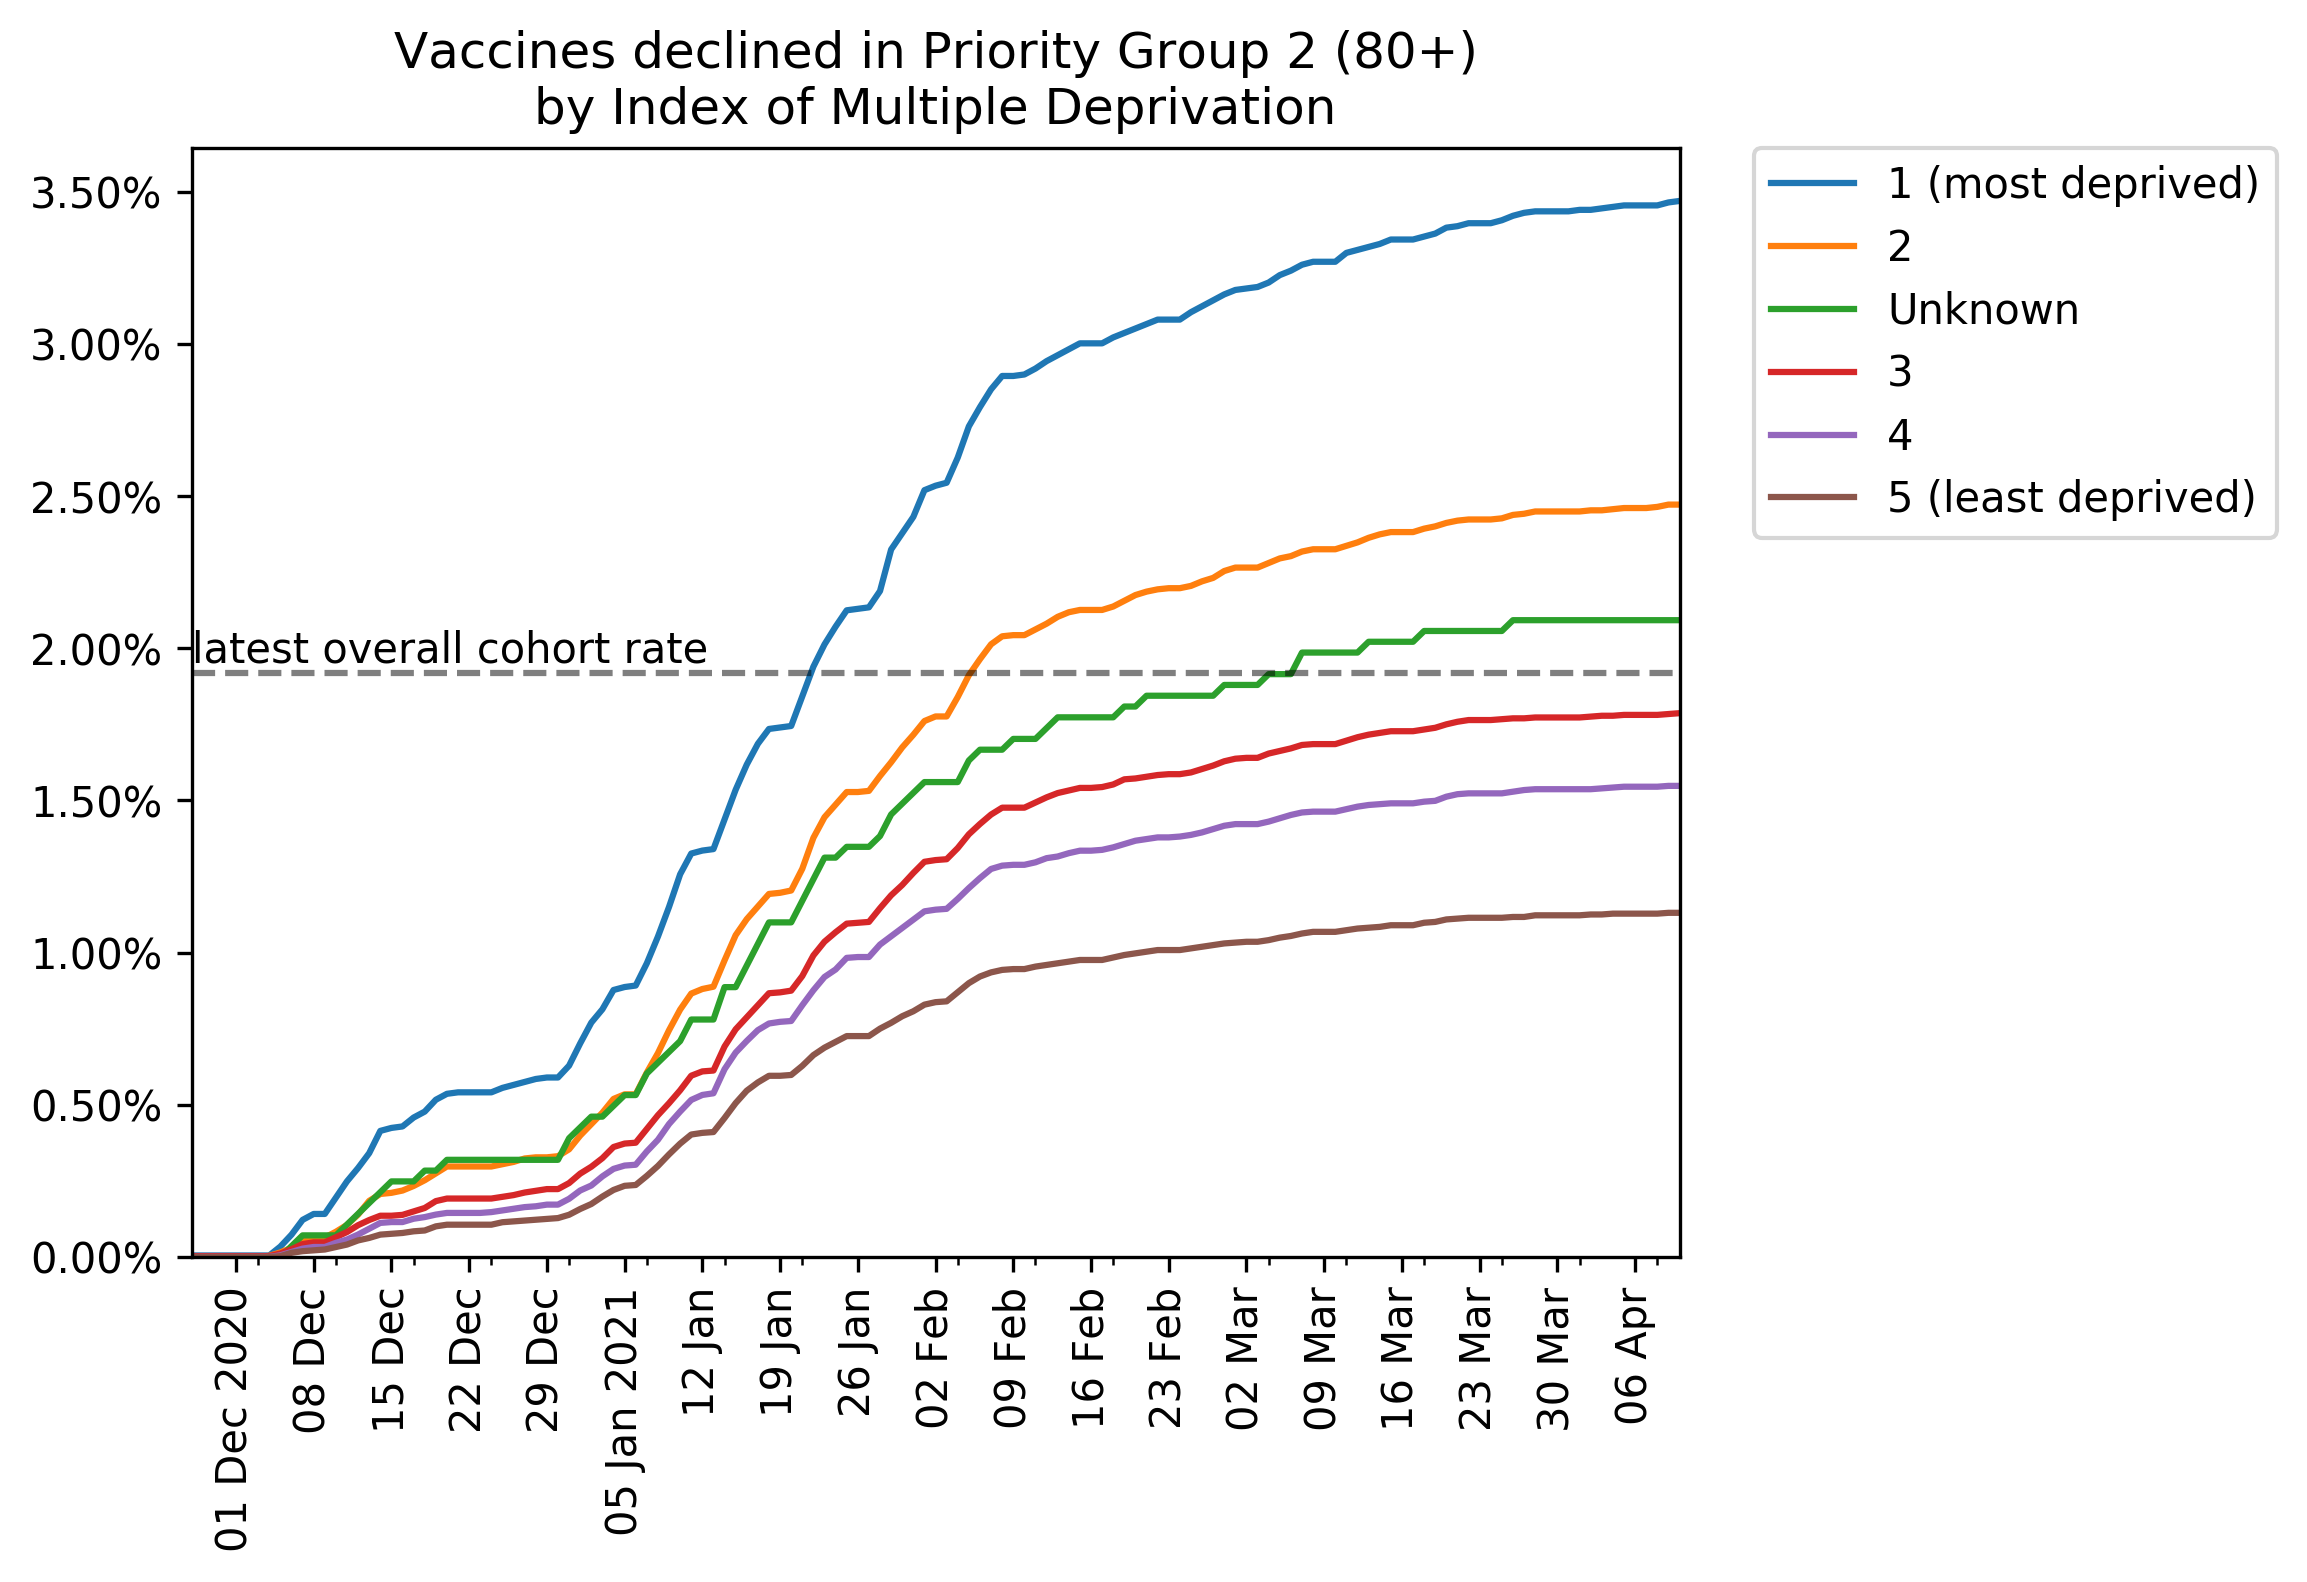 Vaccines declined in Priority Group 2 (80+)
by Index of Multiple Deprivation
3.50%
3.00%
2.50%
2.00%
1.50%
1.00%
0.50%
0.00%
latest overall cohort rate
01 Dec 2020
08 Dec
15 Dec
22 Dec
29 Dec
05 Jan 2021
12 Jan
19 Jan
26 Jan
02 Feb
09 Feb
16 Feb
23 Feb
02 Mar
09 Mar
16 Mar
23 Mar
30 Mar
06 Apr
1 (most deprived)
2
Unknown
3
4
5 (least deprived)